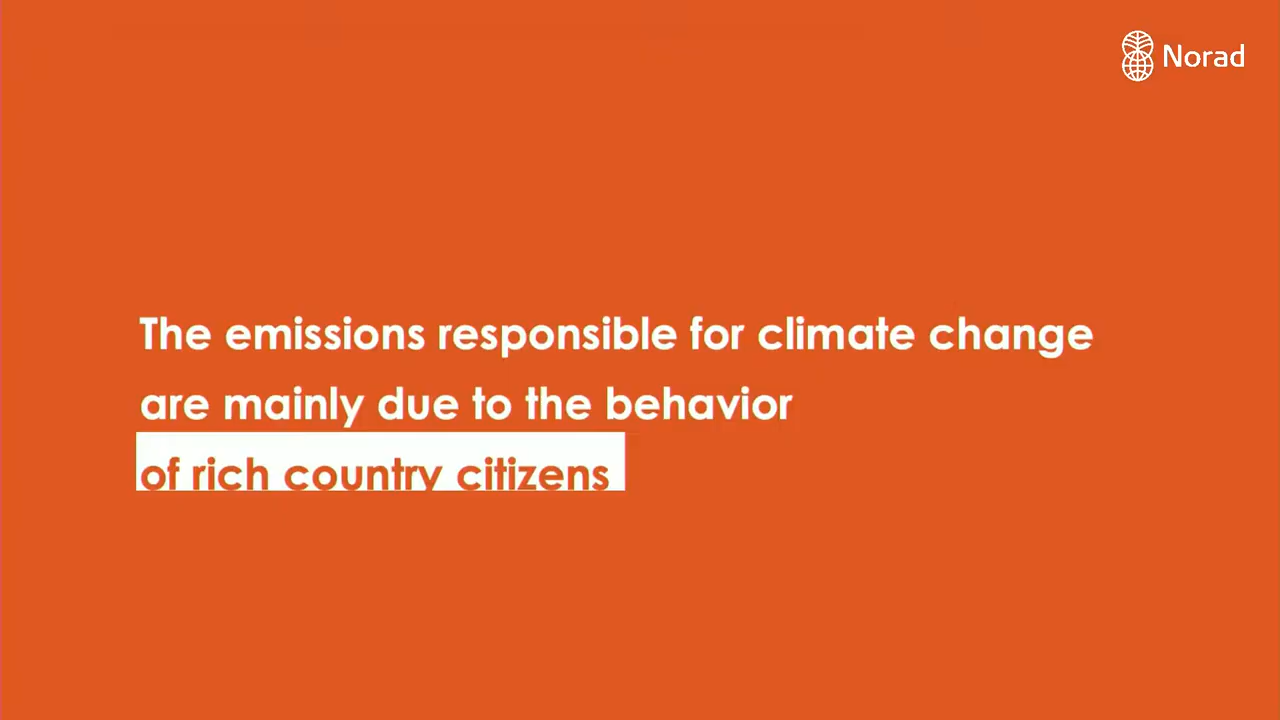 Norad
The emissions responsible for climate change
are mainly due to the behavior
of rich country citizens